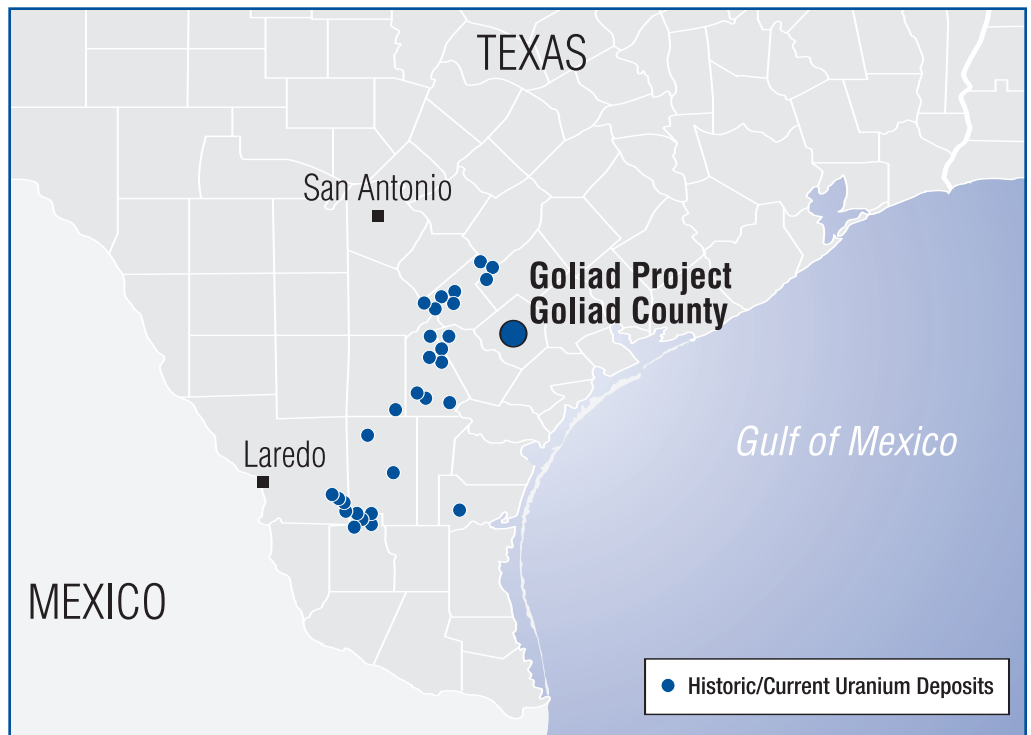 TEXAS
San Antonio
Goliad Project
Goliad County
Gulf of Mexico
Laredo
MEXICO
Historic/Current Uranium Deposits